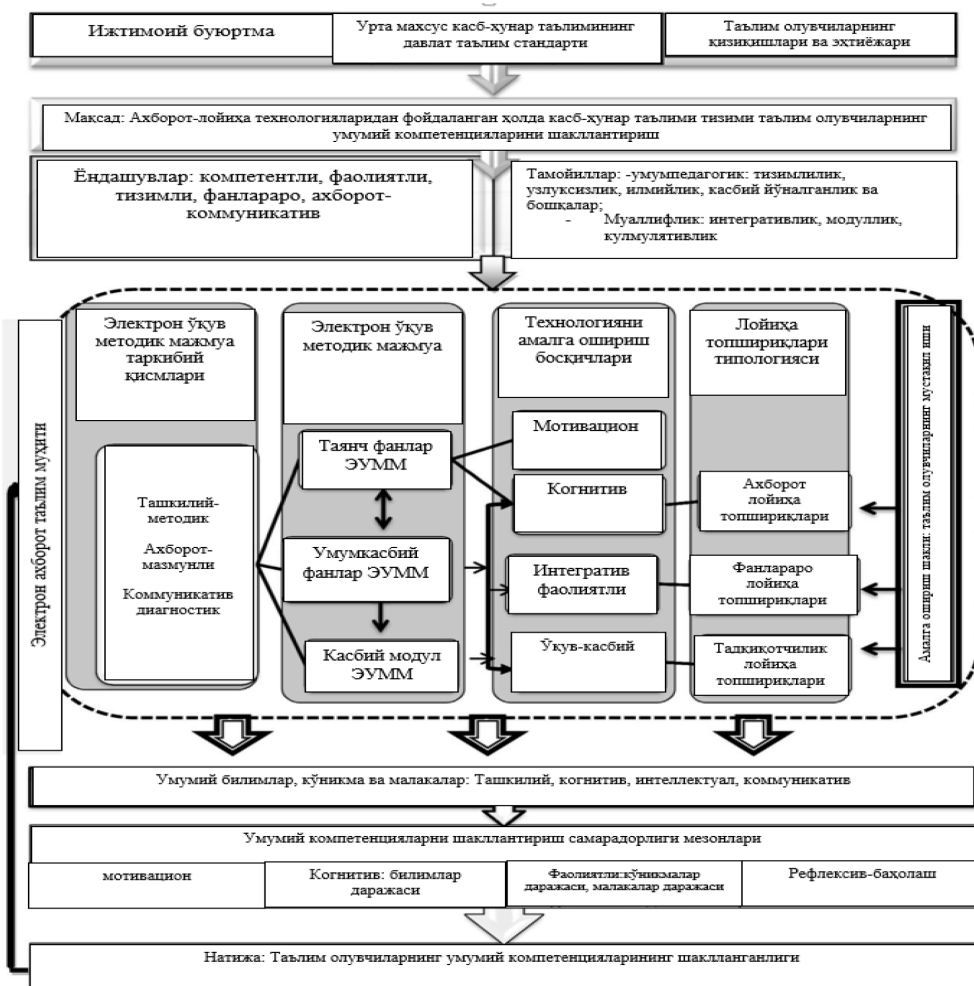 Ижтимоий буюртма
Урта махсус касб-ҳунар таълимининг
давлат таълим стандарти
Таълим олувчиларнинг
қизиқишлари ва эҳтиёжари
Мақсад: Ахборот-лойиҳа технологияларидан фойдаланган ҳолда касб-ҳунар таълими тизими таълим олувчиларнинг
умумий компетенцияларини шакллантириш
Ёндашувлар: компетентли, фаолиятли,
тизимли, фанлараро, ахборот-
коммуникатив
Тамойиллар: -умумпедагогик: тизимлилик,
узлуксизлик, илмийлик, касбий йўналганлик ва
бошқалар;
- Муаллифлик: интегративлик, модуллик,
кулмулятивлик
Электрон ахборот таълим муҳити
Электрон ўқув
методик мажмуа
таркибий
қисмлари
Ташкилий-
методик
Ахборот-
мазмунли
Коммуникатив
диагностик
Электрон ўқув
методик мажмуа
Таянч фанлар
ЭУММ
Умумкасбий
фанлар ЭУММ
Касбий модул
ЭУММ
Технологияни
амалга ошириш
босқичлари
Мотивацион
Когнитив
Интегратив
фаолиятли
Ўқув-касбий
Лойиҳа
топшириқлари
типологияси
Ахборот
лойиҳа
топшириқлари
Фанлараро
лойиҳа
топшириқлари
Тадқиқотчилик
лойиҳа
топшириқлари
Амалга ошириш шакли: таълим олувчиларнинг мустақил иши
Умумий билимлар, кўникма ва малакалар: Ташкилий, когнитив, интеллектуал, коммуникатив
Умумий компетенцияларни шакллантириш самарадорлиги мезонлари
мотивацион
Когнитив: билимлар
даражаси
Фаолиятли:кўникмалар
даражаси, малакалар даражаси
Рефлексив-баҳолаш
Натижа: Таълим олувчиларнинг умумий компетенцияларининг шаклланганлиги